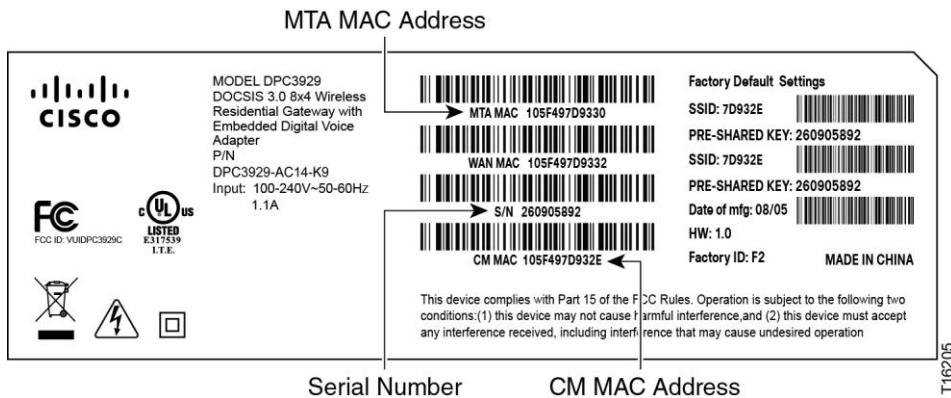 MTA MAC Address
CISCO
MODEL DPC3929
DOCSIS 3.0 8x4 Wireless
Residential Gateway with
Embedded Digital Voice
Adapter
P/N
DPC3929-AC14-K9
Input: 100-240V~50-60Hz
1.1A
FC
FCC ID: VUIDPC3929C
C UL US
LISTED
E317539
I.T.E.
MTA MAC 105F497D9330
WAN MAC 105F497D9332
S/N 260905892
CM MAC 105F497D932E
Factory Default Settings
SSID: 7D932E
PRE-SHARED KEY: 260905892
SSID: 7D932E
PRE-SHARED KEY: 260905892
Date of mfg: 08/05
HW: 1.0
Factory ID: F2 MADE IN CHINA
This device complies with Part 15 of the FCC Rules. Operation is subject to the following two
conditions:(1) this device may not cause harmful interference,and (2) this device must accept
any interference received, including interference that may cause undesired operation
Serial Number
CM MAC Address
T16205